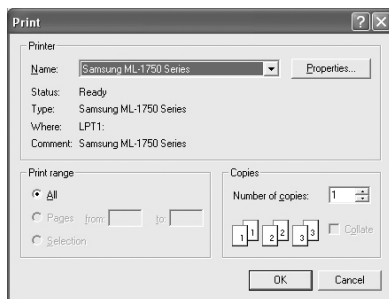 Print
Printer
Name: Samsung ML-1750 Series Properties...
Status: Ready
Type: Samsung ML-1750 Series
Where: LPT1:
Comment: Samsung ML-1750 Series
Print range
All
Pages from: to:
Selection
Copies
Number of copies: 1
1 1 2 2 3 3 Collate
OK Cancel